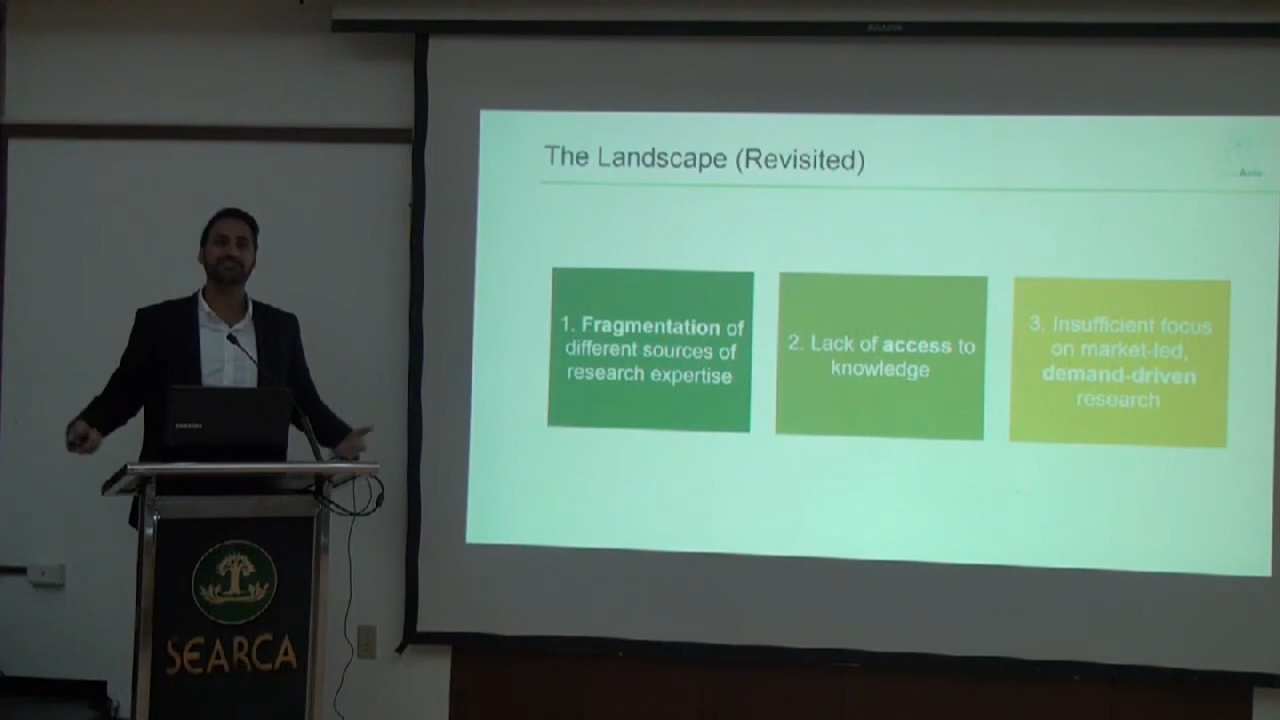 The Landscape (Revisited)
1. Fragmentation of
different sources of
research expertise
2. Lack of access to
knowledge
3. Insufficient focus
on market-led,
demand-driven
research
SAMSUNG
SEARCA